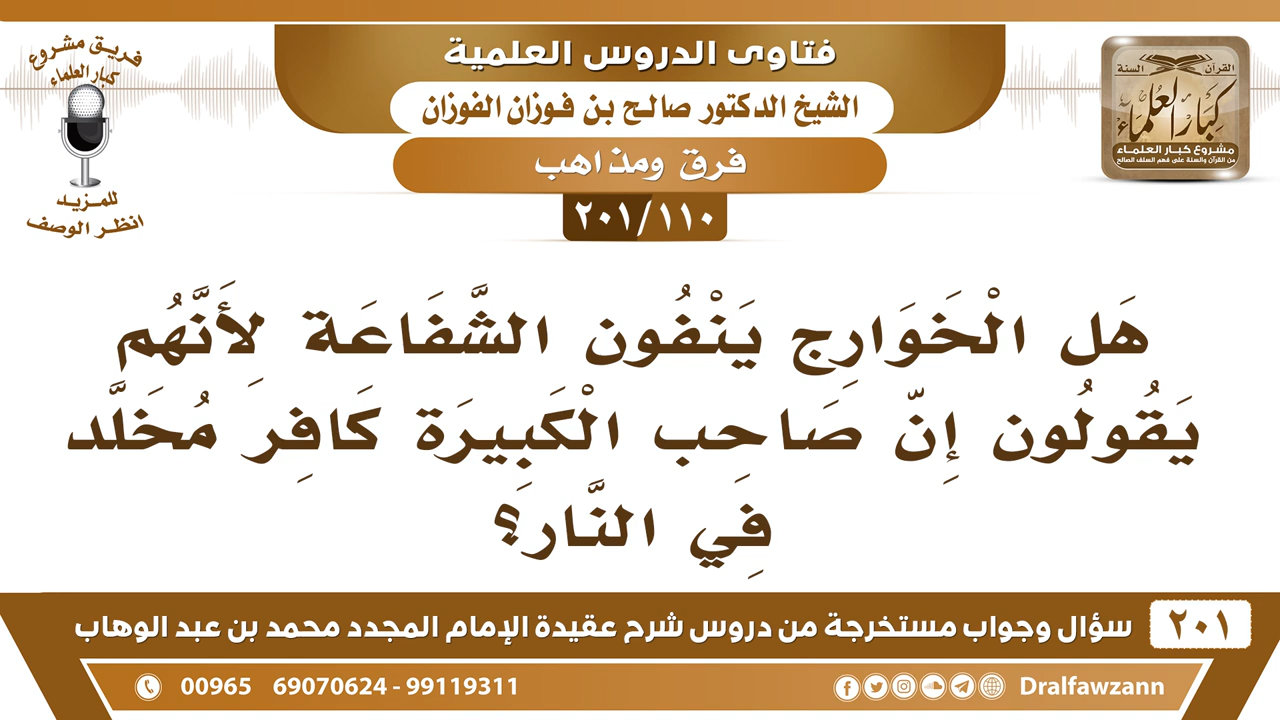 فتاوى الدروس العلمية
الشيخ الدكتور صالح بن فوزان الفوزان
فرق ومذاهب
٢٠١/١١٠
فريق مشروع
كبار العلماء
للمزيد
انظر الوصف
القرآن السنة
كبار العلماء
مشروع كبار العلماء
من القرآن والسنة على فهم السلف الصالح
هَل الْخَوَارِج يَنْفُون الشَّفَاعَة لِأَنَّهُم
يَقُولُون إِنّ صَاحب الْكَبِيرَة كَافِر مُخَلَّد
فِي النَّار؟
٢٠١ سؤال وجواب مستخرجة من دروس شرح عقيدة الإمام المجدد محمد بن عبد الوهاب
00965 69070624 - 99119311
Dralfawzann